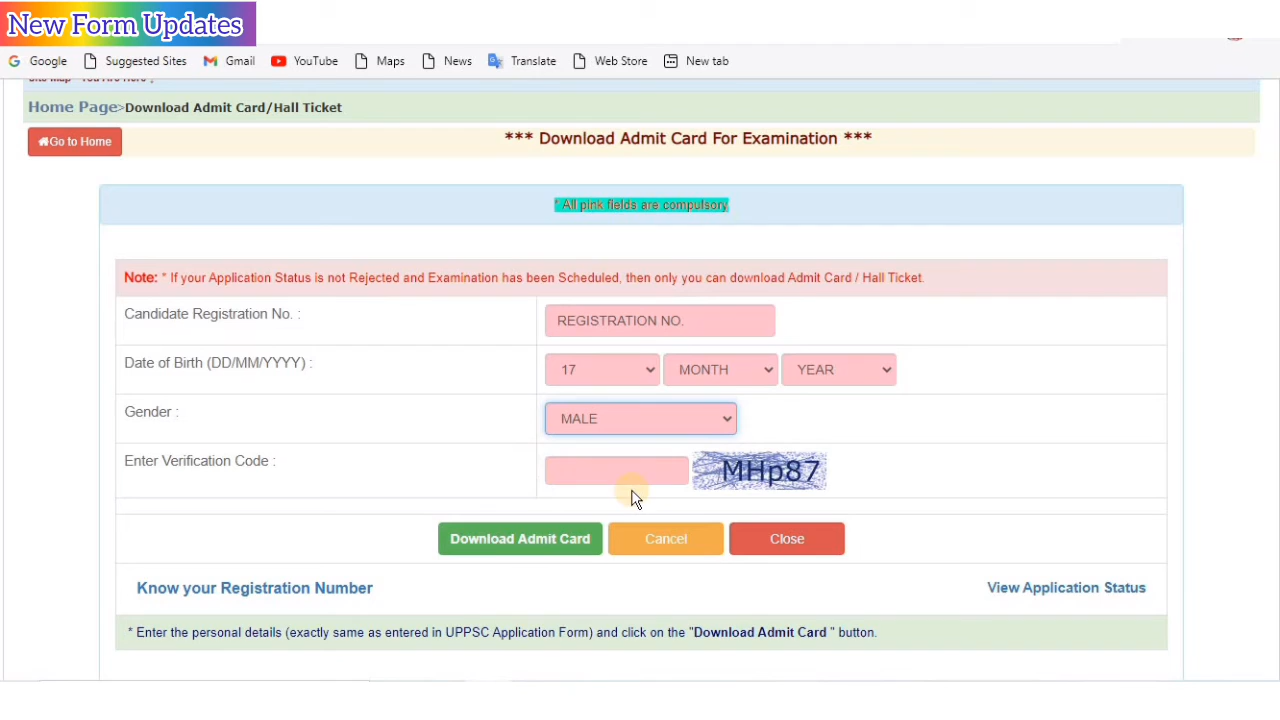 New Form Updates
Google Suggested Sites Gmail YouTube Maps News Translate Web Store New tab
Home Page>Download Admit Card/Hall Ticket
Go to Home
*** Download Admit Card For Examination ***
* All pink fields are compulsory
Note: * If your Application Status is not Rejected and Examination has been Scheduled, then only you can download Admit Card / Hall Ticket.
Candidate Registration No. : REGISTRATION NO.
Date of Birth (DD/MM/YYYY) : 17 MONTH YEAR
Gender : MALE
Enter Verification Code : MHp87
Download Admit Card Cancel Close
Know your Registration Number View Application Status
* Enter the personal details (exactly same as entered in UPPSC Application Form) and click on the "Download Admit Card " button.